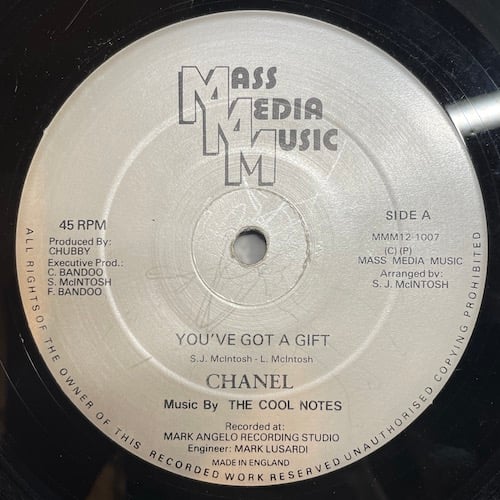 MASS
MEDIA
MUSIC
45 RPM
Produced By:
CHUBBY
Executive Prod.:
C. BANDOO
S. McINTOSH
F. BANDOO
SIDE A
MMM12-1007
(C) (P)
MASS MEDIA MUSIC
Arranged by:
S. J. McINTOSH
YOU'VE GOT A GIFT
S.J. McIntosh - L. McIntosh
CHANEL
Music By THE COOL NOTES
Recorded at:
MARK ANGELO RECORDING STUDIO
Engineer: MARK LUSARDI
MADE IN ENGLAND
ALL RIGHTS OF THE OWNER OF THIS RECORDED WORK RESERVED UNAUTHORISED COPYING PROHIBITED